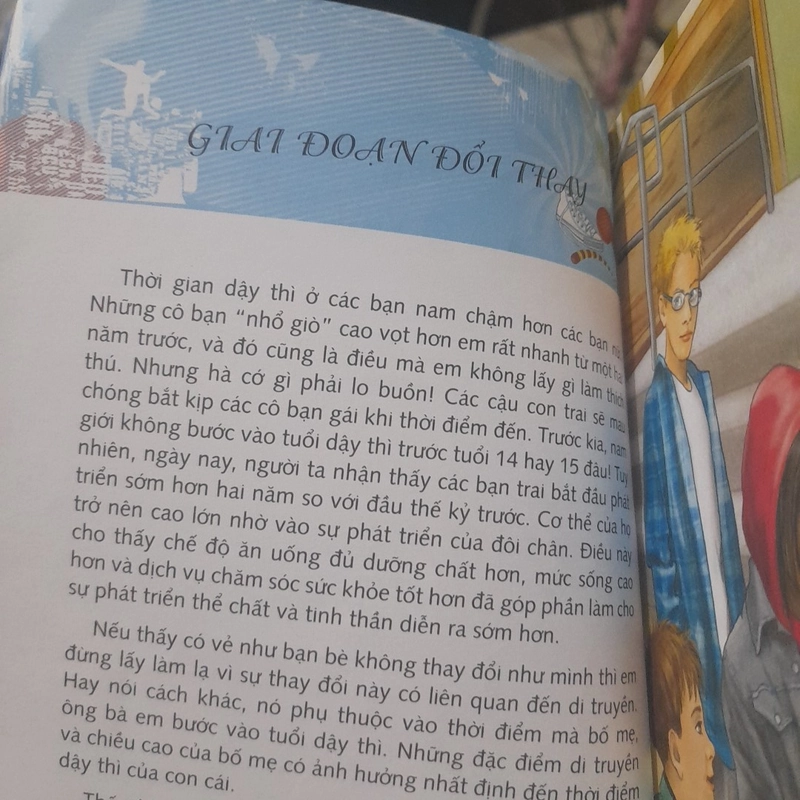 GIAI ĐOẠN ĐỔI THAY
Thời gian dậy thì ở các bạn nam chậm hơn các bạn nữ.
Những cô bạn “nhổ giò” cao vọt hơn em rất nhanh từ một hai
năm trước, và đó cũng là điều mà em không lấy gì làm thích
thú. Nhưng hà cớ gì phải lo buồn! Các cậu con trai sẽ mau
chóng bắt kịp các cô bạn gái khi thời điểm đến. Trước kia, nam
giới không bước vào tuổi dậy thì trước tuổi 14 hay 15 đâu! Tuy
nhiên, ngày nay, người ta nhận thấy các bạn trai bắt đầu phát
triển sớm hơn hai năm so với đầu thế kỷ trước. Cơ thể của họ
trở nên cao lớn nhờ vào sự phát triển của đôi chân. Điều này
cho thấy chế độ ăn uống đủ dưỡng chất hơn, mức sống cao
hơn và dịch vụ chăm sóc sức khỏe tốt hơn đã góp phần làm cho
sự phát triển thể chất và tinh thần diễn ra sớm hơn.
Nếu thấy có vẻ như bạn bè không thay đổi như mình thì em
đừng lấy làm lạ vì sự thay đổi này có liên quan đến di truyền.
Hay nói cách khác, nó phụ thuộc vào thời điểm mà bố mẹ,
ông bà em bước vào tuổi dậy thì. Những đặc điểm di truyền
và chiều cao của bố mẹ có ảnh hưởng nhất định đến thời điểm
dậy thì của con cái.